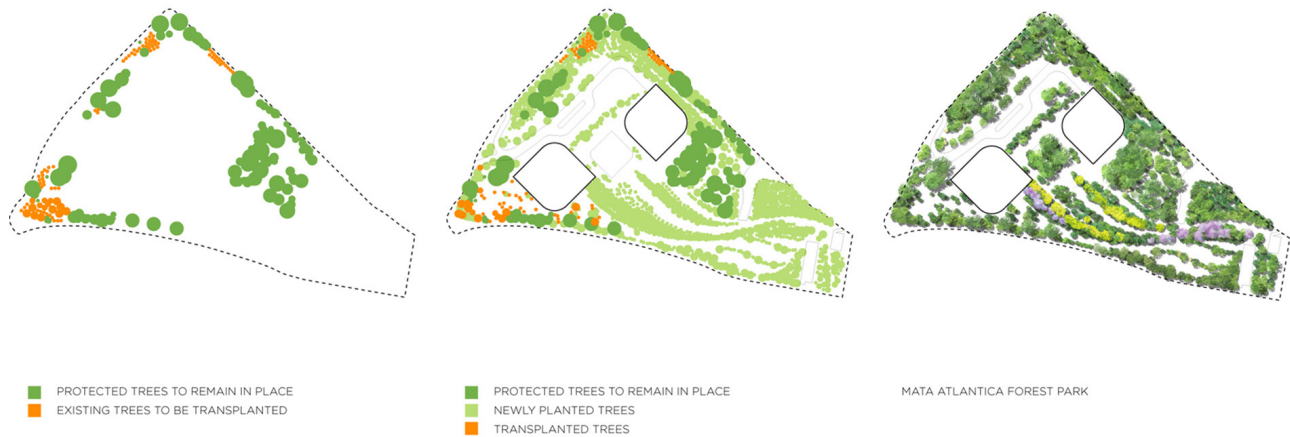 PROTECTED TREES TO REMAIN IN PLACE
EXISTING TREES TO BE TRANSPLANTED
PROTECTED TREES TO REMAIN IN PLACE
NEWLY PLANTED TREES
TRANSPLANTED TREES
MATA ATLANTICA FOREST PARK